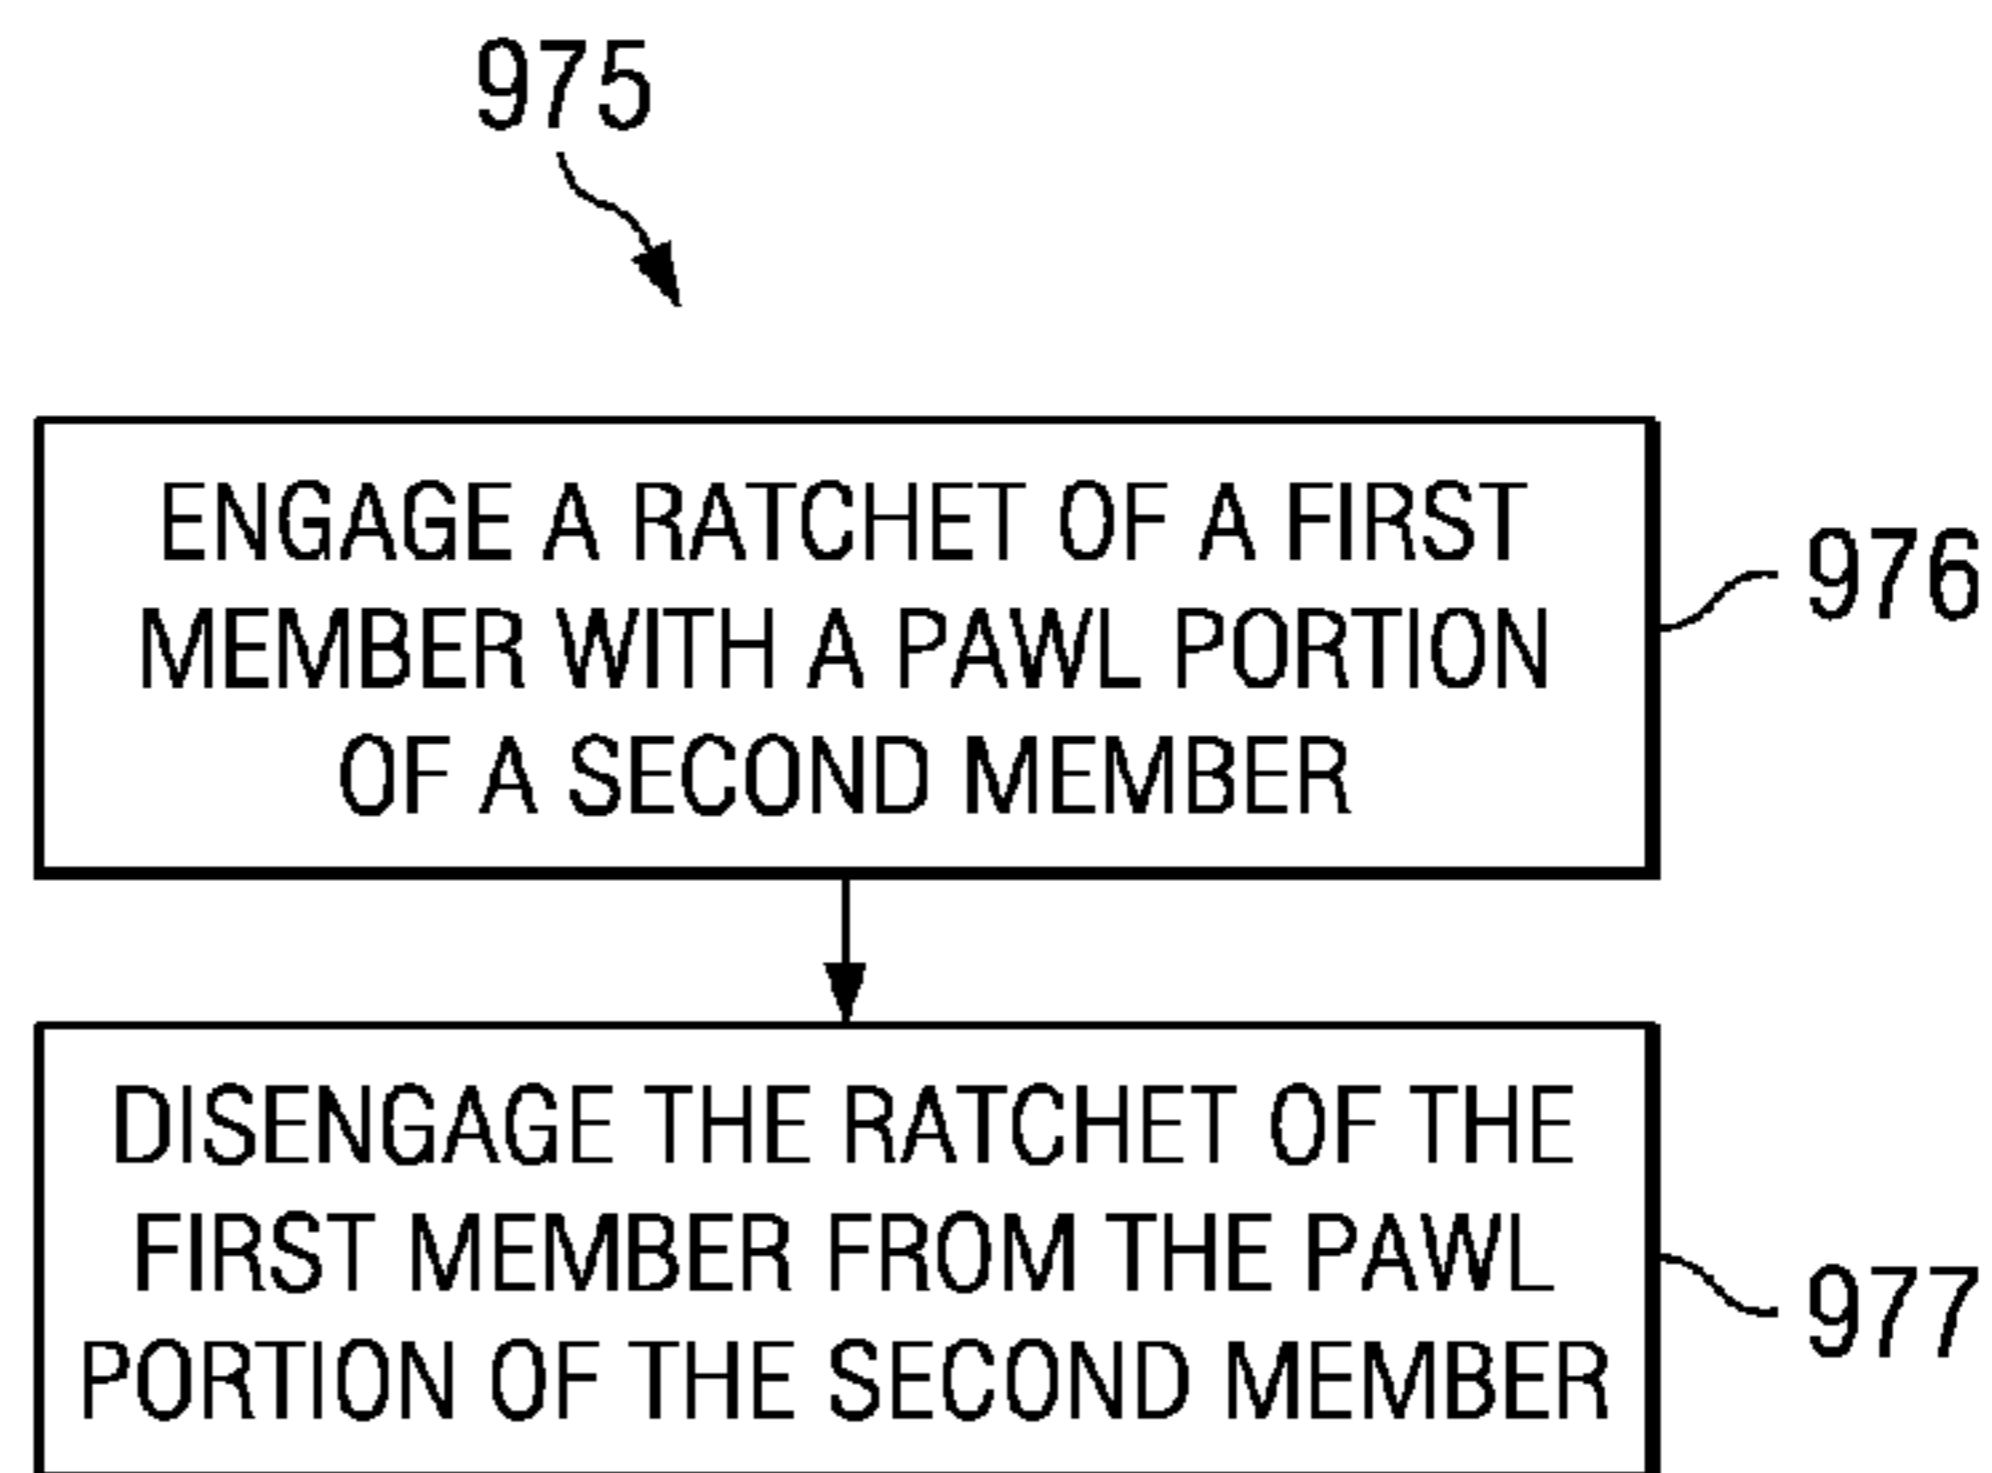 975
ENGAGE A RATCHET OF A FIRST
MEMBER WITH A PAWL PORTION
OF A SECOND MEMBER
976
DISENGAGE THE RATCHET OF THE
FIRST MEMBER FROM THE PAWL
PORTION OF THE SECOND MEMBER
977